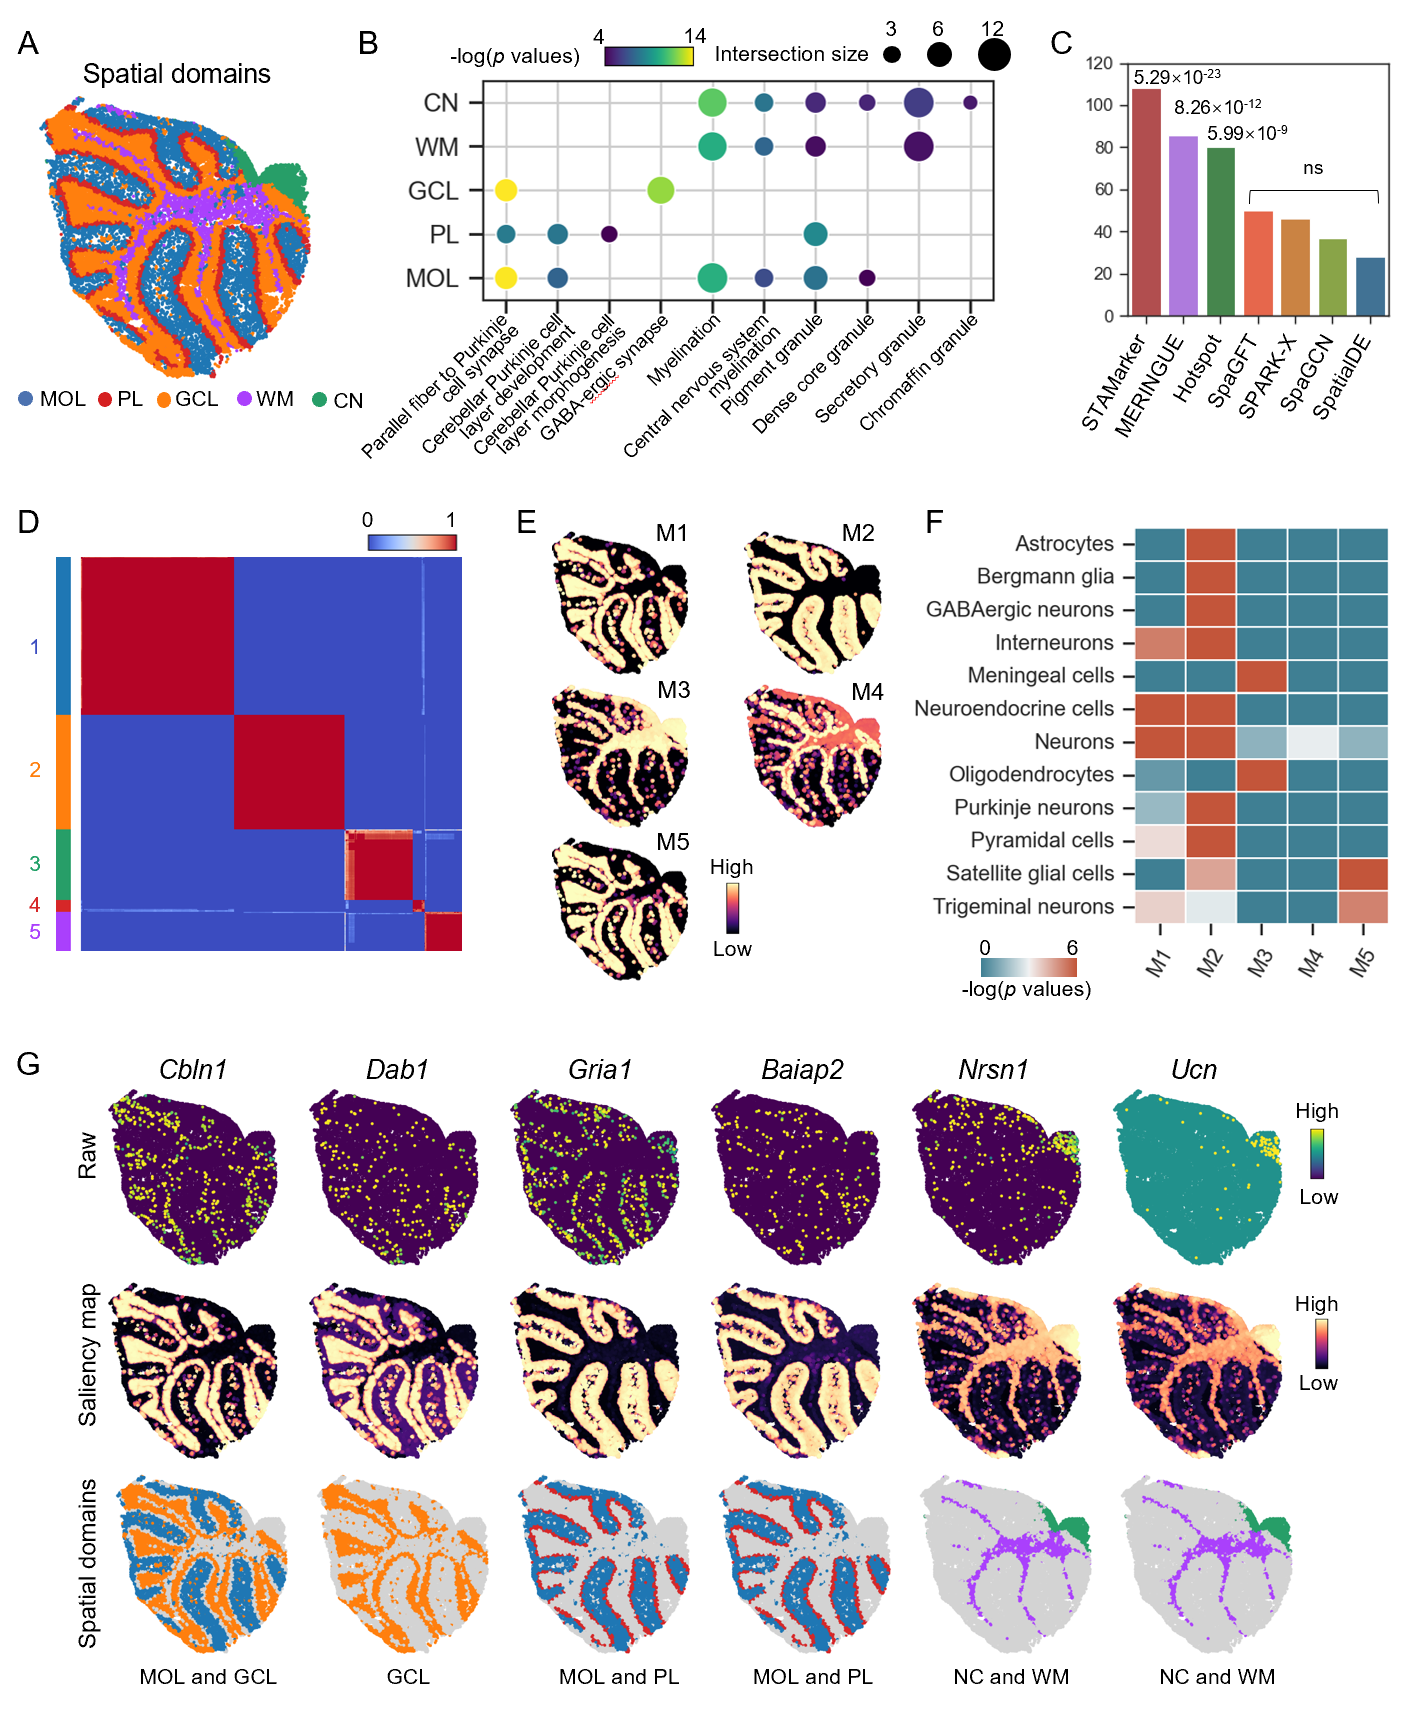 A
Spatial domains
MOL
PL
GCL
WM
CN
B
-log(p values)
4
14
Intersection size
3
6
12
CN
WM
GCL
PL
MOL
Parallel fiber to Purkinje
cell synapse
Cerebellar Purkinje cell
layer development
Cerebellar Purkinje cell
layer morphogenesis
GABA-ergic synapse
Myelination
Central nervous system
myelination
Pigment granule
Dense core granule
Secretory granule
Chromaffin granule
C
120
100
80
60
40
20
0
5.29×10-23
8.26×10-12
5.99×10-9
ns
STAMarker
MERINGUE
Hotspot
SpaGFT
SPARK-X
SpaGCN
SpatialDE
D
0
1
1
2
3
4
5
E
M1
M2
M3
M4
M5
High
Low
F
Astrocytes
Bergmann glia
GABAergic neurons
Interneurons
Meningeal cells
Neuroendocrine cells
Neurons
Oligodendrocytes
Purkinje neurons
Pyramidal cells
Satellite glial cells
Trigeminal neurons
M1
M2
M3
M4
M5
0
6
-log(p values)
G
Cbln1
Dab1
Gria1
Baiap2
Nrsn1
Ucn
Raw
High
Low
Saliency map
High
Low
Spatial domains
MOL and GCL
GCL
MOL and PL
MOL and PL
NC and WM
NC and WM